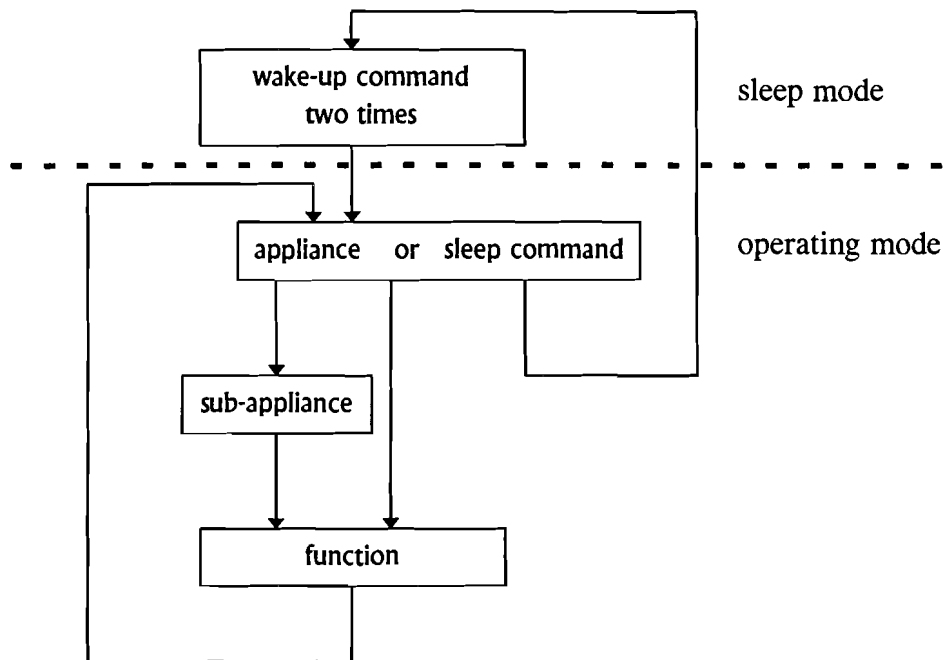 wake-up command
two times
sleep mode
appliance or sleep command
operating mode
sub-appliance
function